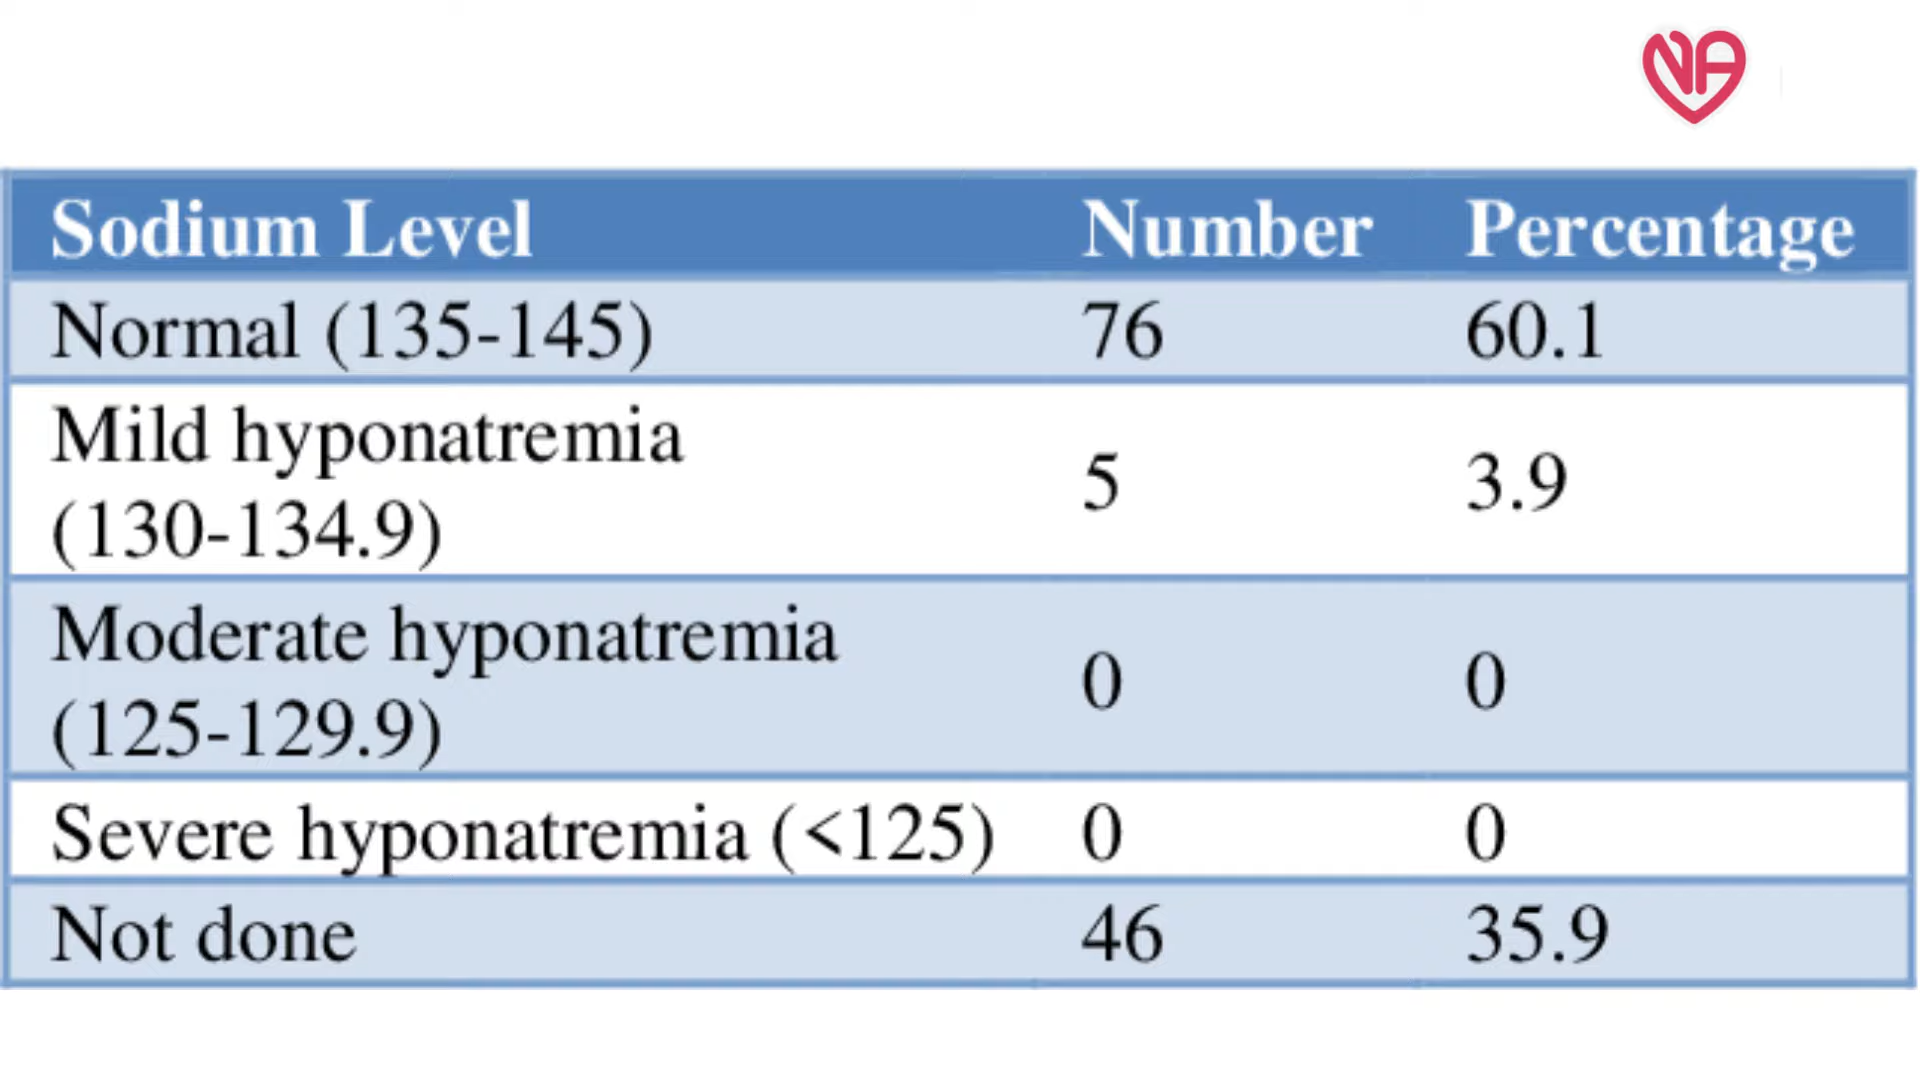 NA
Sodium Level Number Percentage
Normal (135-145) 76 60.1
Mild hyponatremia
(130-134.9) 5 3.9
Moderate hyponatremia
(125-129.9) 0 0
Severe hyponatremia (<125) 0 0
Not done 46 35.9